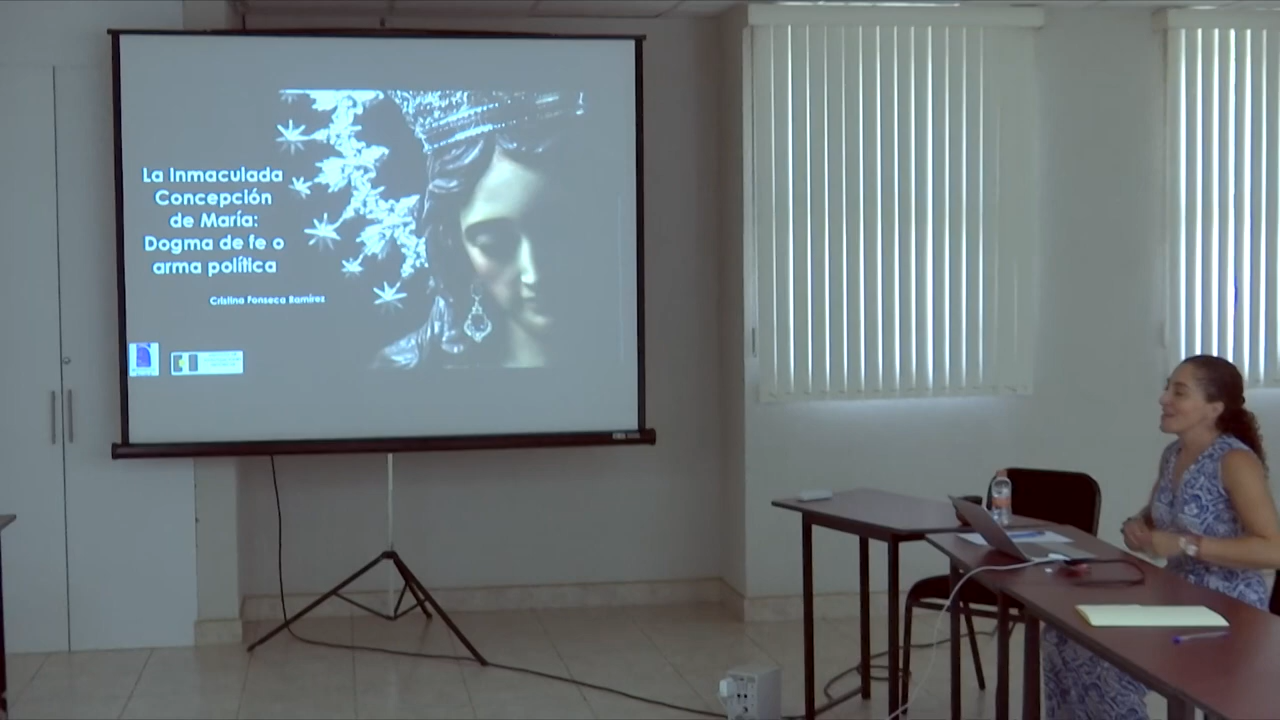 La Inmaculada
Concepción
de María:
Dogma de fe o
arma política
Cristina Fonseca Ramírez